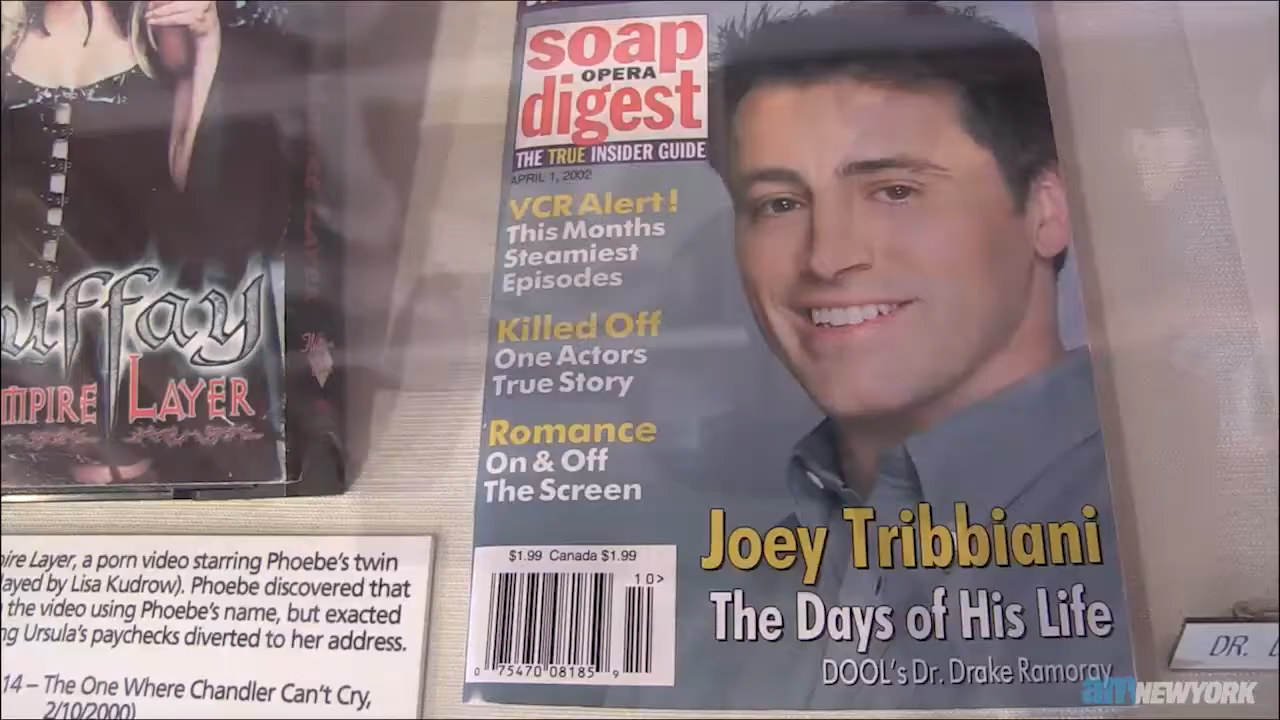 uffay
MPIRE LAYER
ire Layer, a porn video starring Phoebe's twin
layed by Lisa Kudrow). Phoebe discovered that
the video using Phoebe's name, but exacted
ng Ursula's paychecks diverted to her address.
14 – The One Where Chandler Can't Cry,
2/10/2000)
soap
OPERA
digest
THE TRUE INSIDER GUIDE
APRIL 1, 2002
VCR Alert!
This Months
Steamiest
Episodes
Killed Off
One Actors
True Story
Romance
On & Off
The Screen
$1.99 Canada $1.99
10>
0 75470 08185 9
Joey Tribbiani
The Days of His Life
DOOL's Dr. Drake Ramoray
DR.
amNEWYORK